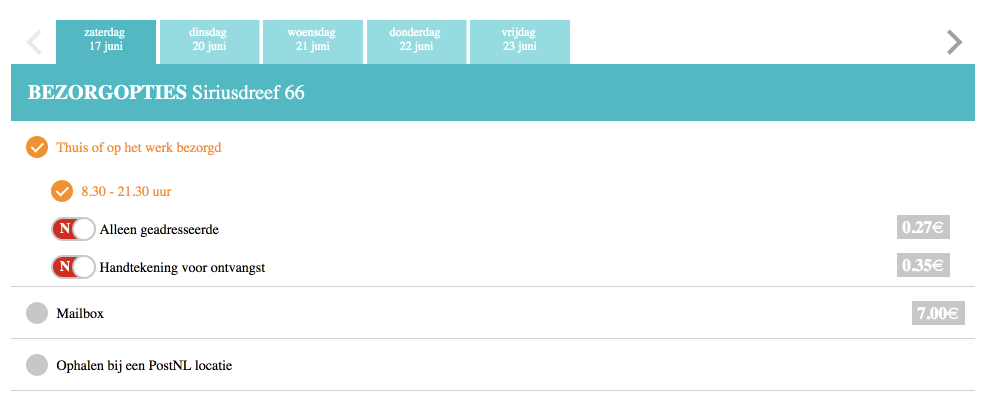 zaterdag
17 juni
dinsdag
20 juni
woensdag
21 juni
donderdag
22 juni
vrijdag
23 juni
BEZORGOPTIES Siriusdreef 66
Thuis of op het werk bezorgd
8.30 - 21.30 uur
N Alleen geadresseerde 0.27€
N Handtekening voor ontvangst 0.35€
Mailbox 7.00€
Ophalen bij een PostNL locatie